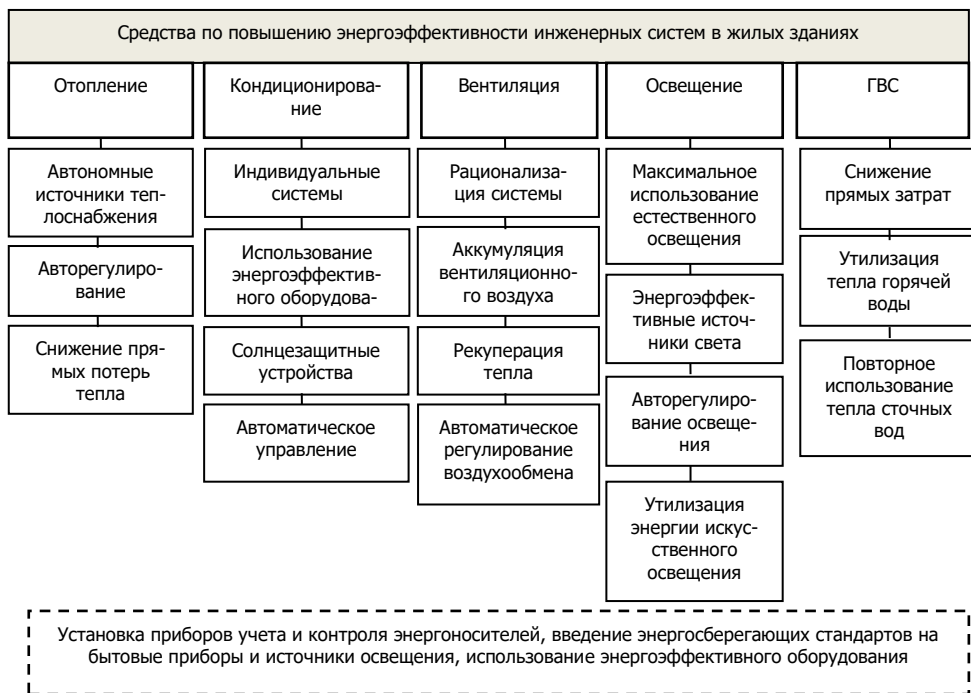 Средства по повышению энергоэффективности инженерных систем в жилых зданиях
Отопление
Автономные
источники теп-
лоснабжения
Авторегулиро-
вание
Снижение пря-
мых потерь
тепла
Кондиционирова-
ние
Индивидуальные
системы
Использование
энергоэффектив-
ного оборудова-
Солнцезащитные
устройства
Автоматическое
управление
Вентиляция
Рационализа-
ция системы
Аккумуляция
вентиляционно-
го воздуха
Рекуперация
тепла
Автоматическое
регулирование
воздухообмена
Освещение
Максимальное
использование
естественного
освещения
Энергоэффек-
тивные источ-
ники света
Авторегулиро-
вание освеще-
ния
Утилизация
энергии искус-
ственного
освещения
ГВС
Снижение
прямых затрат
Утилизация
тепла горячей
воды
Повторное
использование
тепла сточных
вод
Установка приборов учета и контроля энергоносителей, введение энергосберегающих стандартов на
бытовые приборы и источники освещения, использование энергоэффективного оборудования